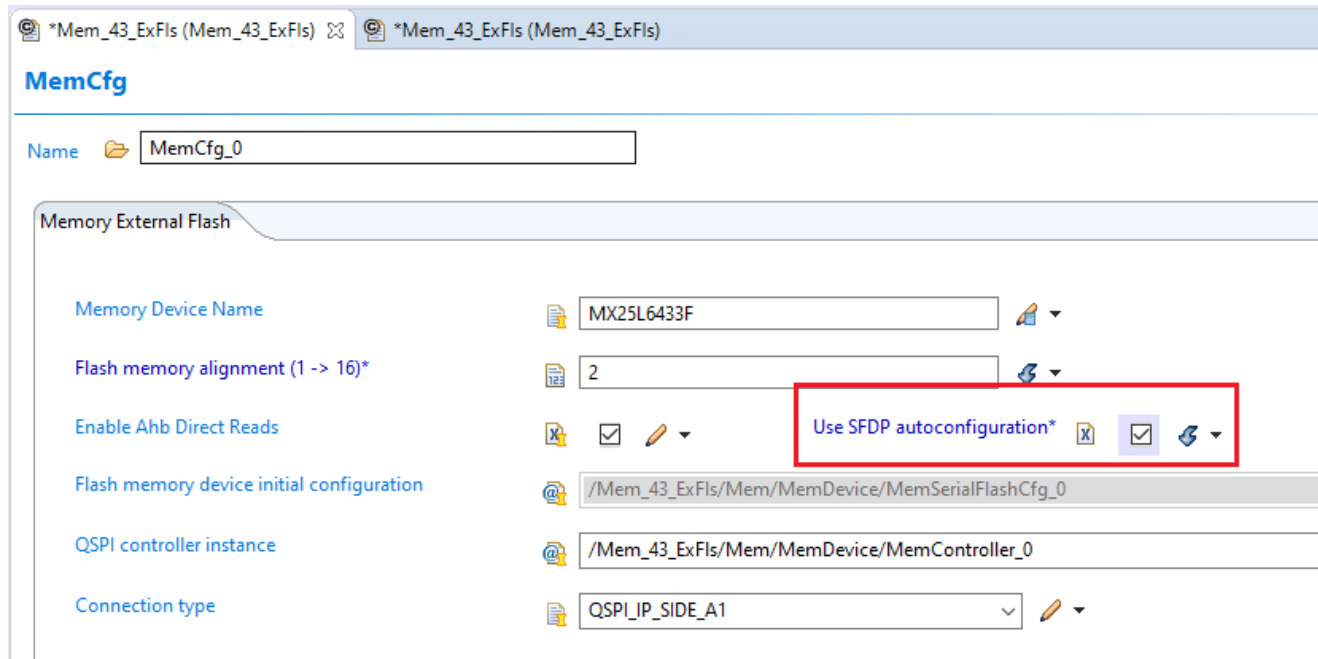 *Mem_43_ExFls (Mem_43_ExFls) *Mem_43_ExFls (Mem_43_ExFls)
MemCfg
Name MemCfg_0
Memory External Flash
Memory Device Name MX25L6433F
Flash memory alignment (1 -> 16)* 2
Enable Ahb Direct Reads Use SFDP autoconfiguration*
Flash memory device initial configuration /Mem_43_ExFls/Mem/MemDevice/MemSerialFlashCfg_0
QSPI controller instance /Mem_43_ExFls/Mem/MemDevice/MemController_0
Connection type QSPI_IP_SIDE_A1